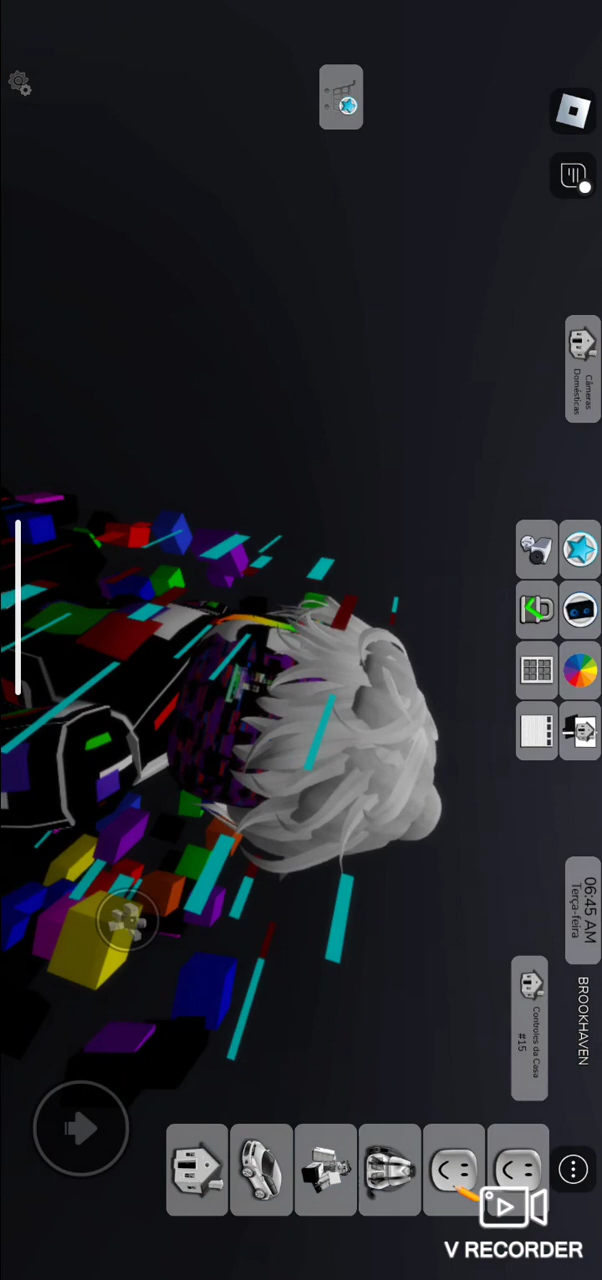 Câmeras
Domésticas
06:45 AM
Terça-feira
BROOKHAVEN
Controles da Casa
#15
V RECORDER